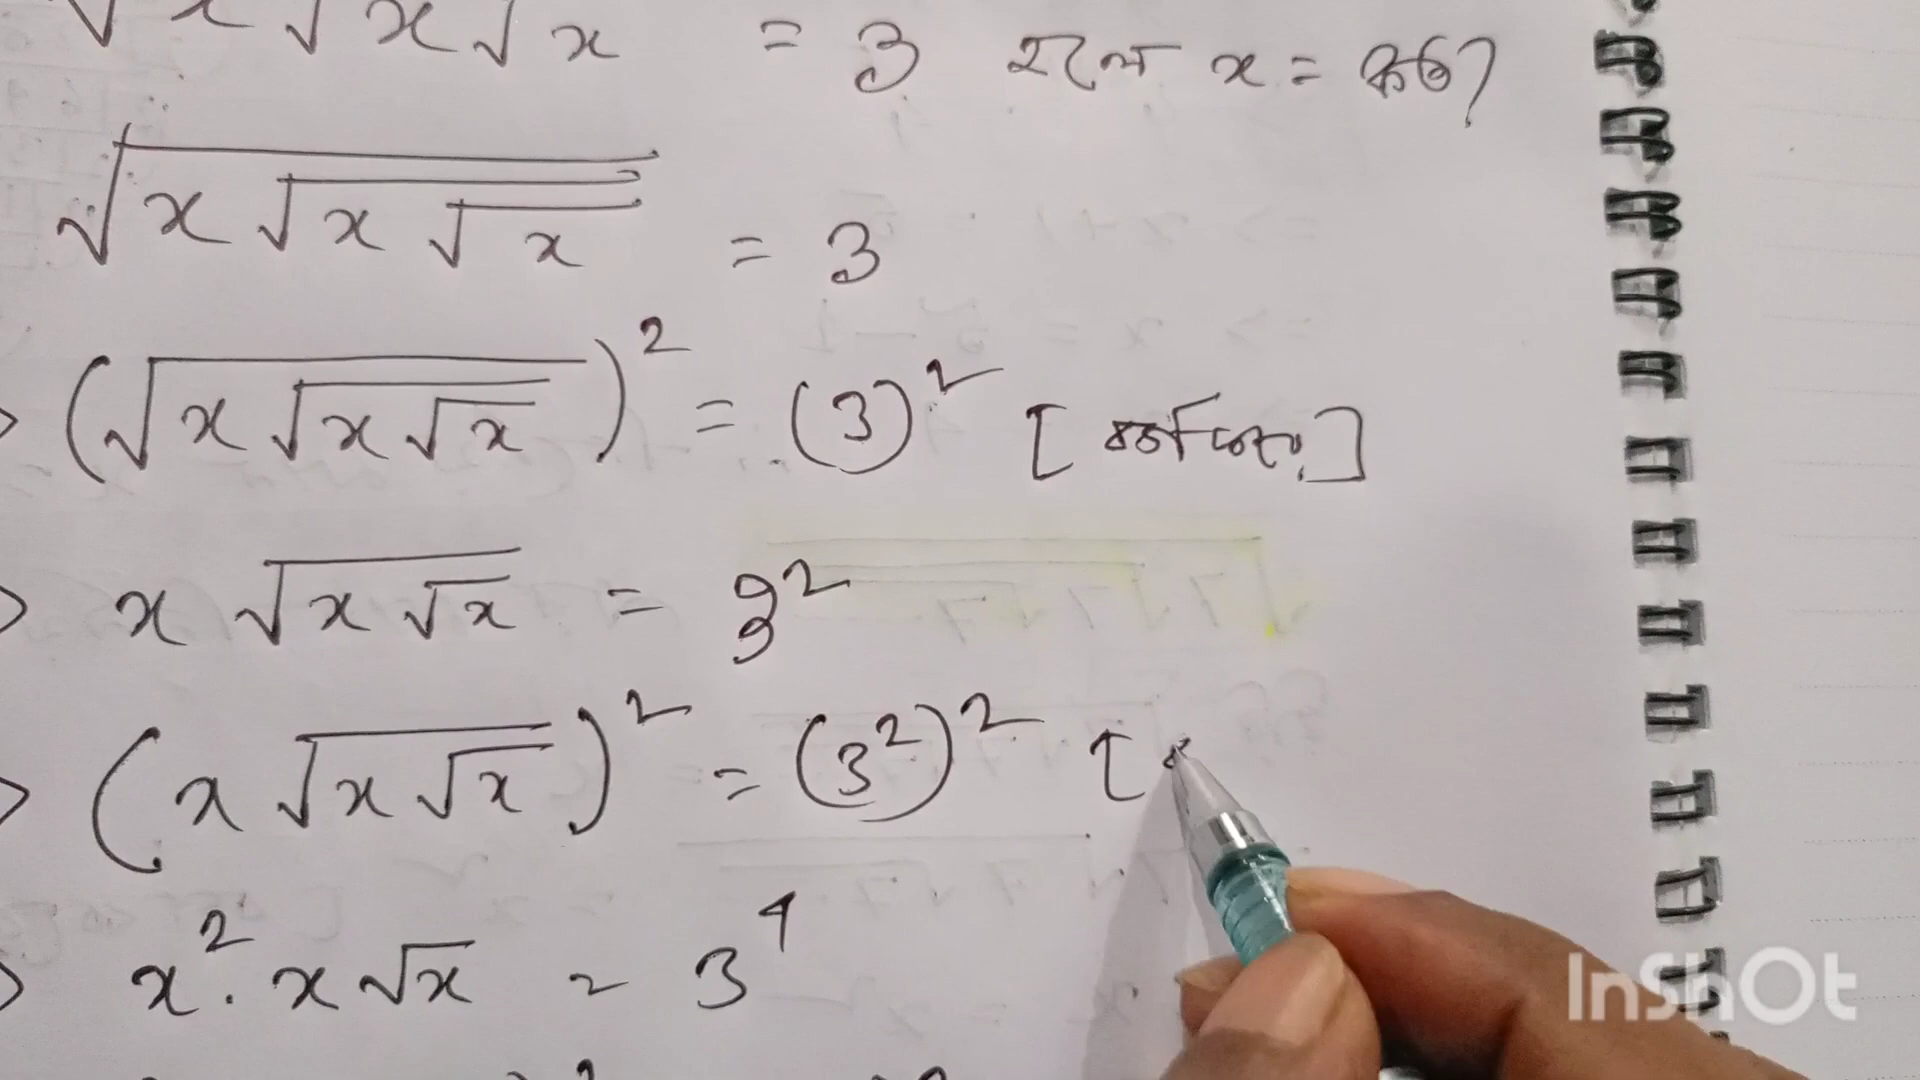 √x√x√x = 3 হলে x = কত?
√x√x√x = 3
(√x√x√x)² = (3)² [বর্গ করে]
x√x√x = 3²
(x√x√x)² = (3²)² [
x². x√x = 3⁴
InShOt